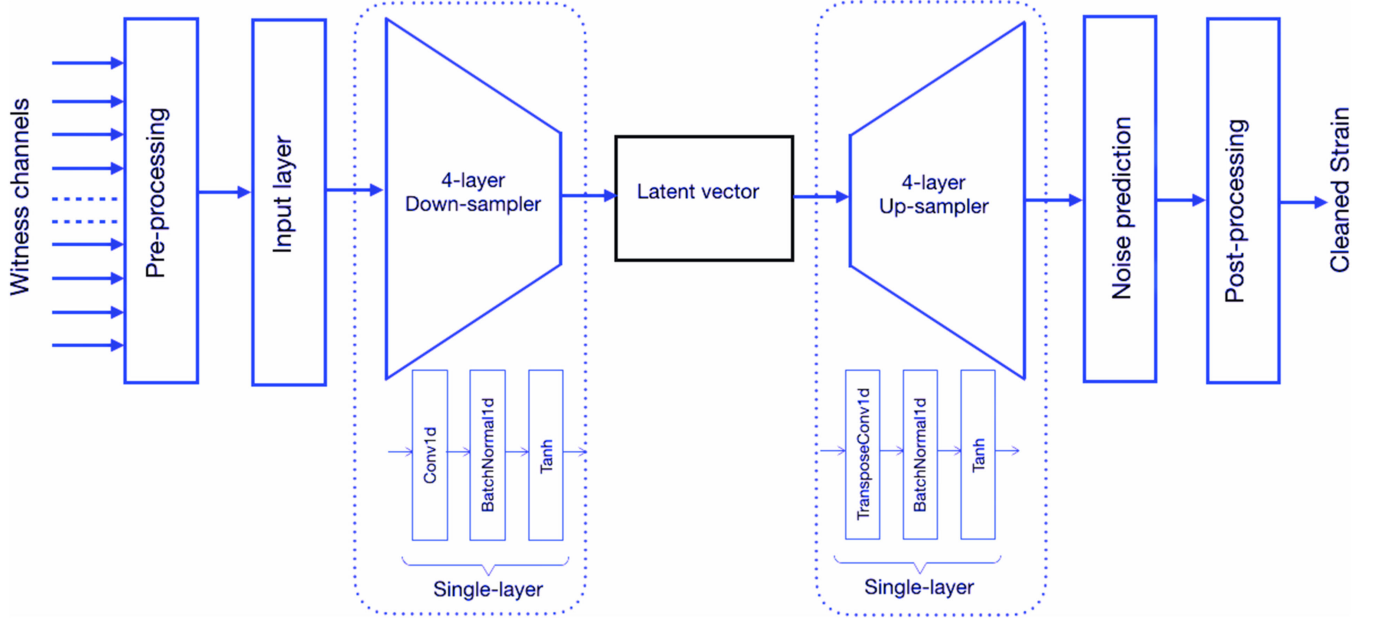 Witness channels
Pre-processing
Input layer
4-layer
Down-sampler
Conv1d
BatchNormal1d
Tanh
Single-layer
Latent vector
4-layer
Up-sampler
TransposeConv1d
BatchNormal1d
Tanh
Single-layer
Noise prediction
Post-processing
Cleaned Strain